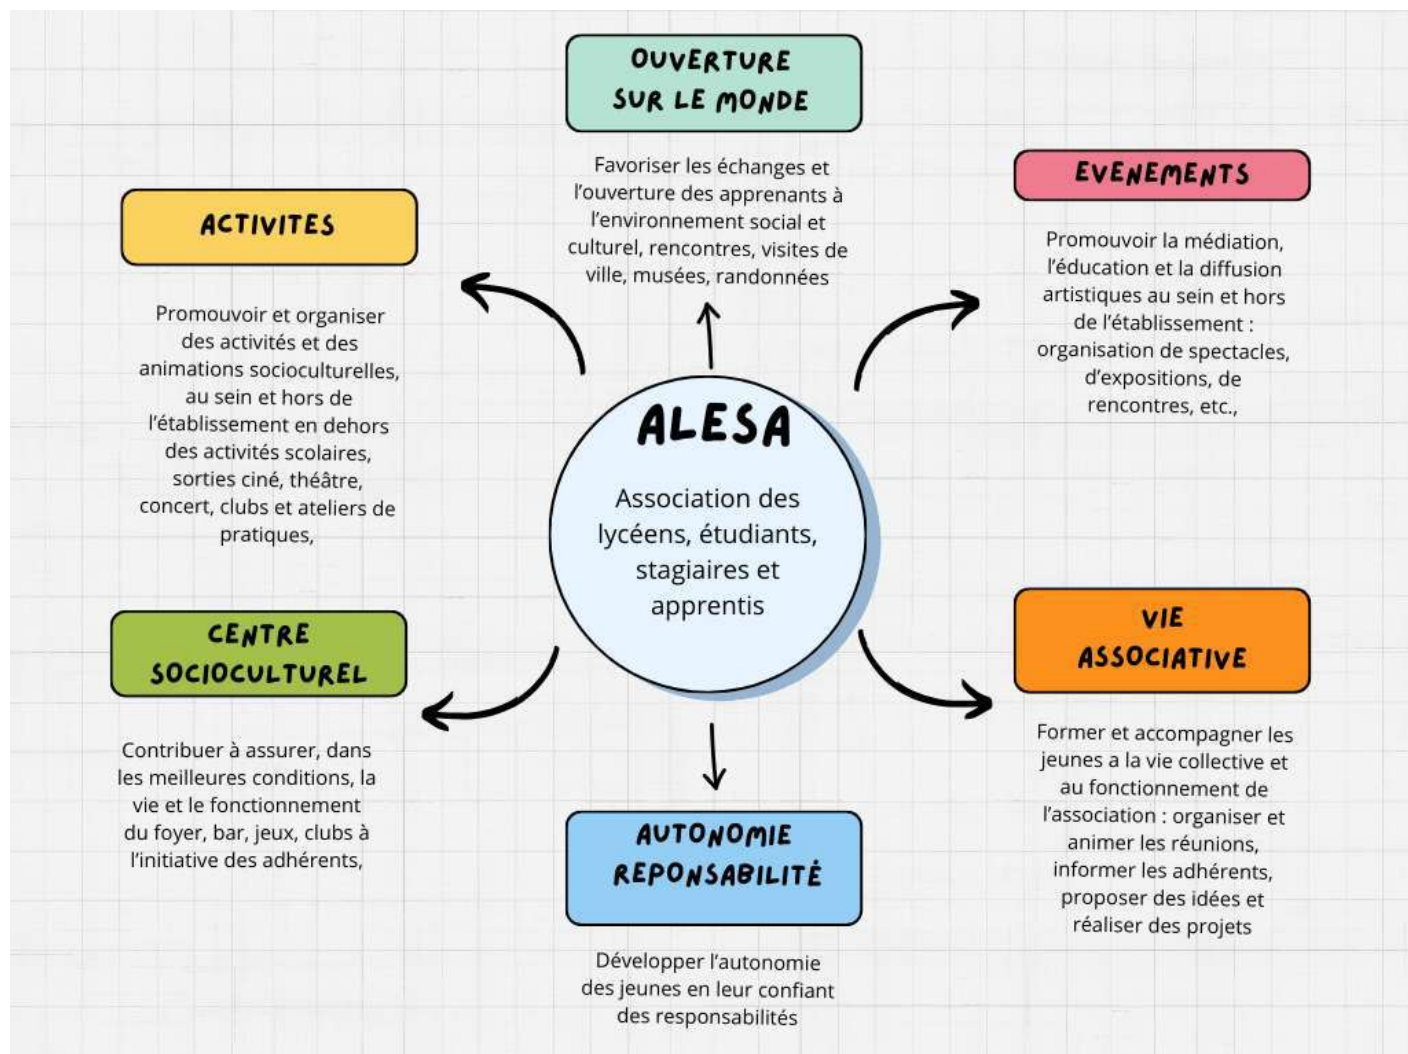 OUVERTURE
SUR LE MONDE
Favoriser les échanges et
l'ouverture des apprenants à
l'environnement social et
culturel, rencontres, visites de
ville, musées, randonnées
EVENEMENTS
Promouvoir la médiation,
l'éducation et la diffusion
artistiques au sein et hors
de l'établissement :
organisation de spectacles,
d'expositions, de
rencontres, etc.,
ACTIVITES
Promouvoir et organiser
des activités et des
animations socioculturelles,
au sein et hors de
l'établissement en dehors
des activités scolaires,
sorties ciné, théâtre,
concert, clubs et ateliers de
pratiques,
ALESA
Association des
lycéens, étudiants,
stagiaires et
apprentis
CENTRE
SOCIOCULTUREL
Contribuer à assurer, dans
les meilleures conditions, la
vie et le fonctionnement
du foyer, bar, jeux, clubs à
l'initiative des adhérents,
VIE
ASSOCIATIVE
Former et accompagner les
jeunes a la vie collective et
au fonctionnement de
l'association : organiser et
animer les réunions,
informer les adhérents,
proposer des idées et
réaliser des projets
AUTONOMIE
REPONSABILITÉ
Développer l'autonomie
des jeunes en leur confiant
des responsabilités